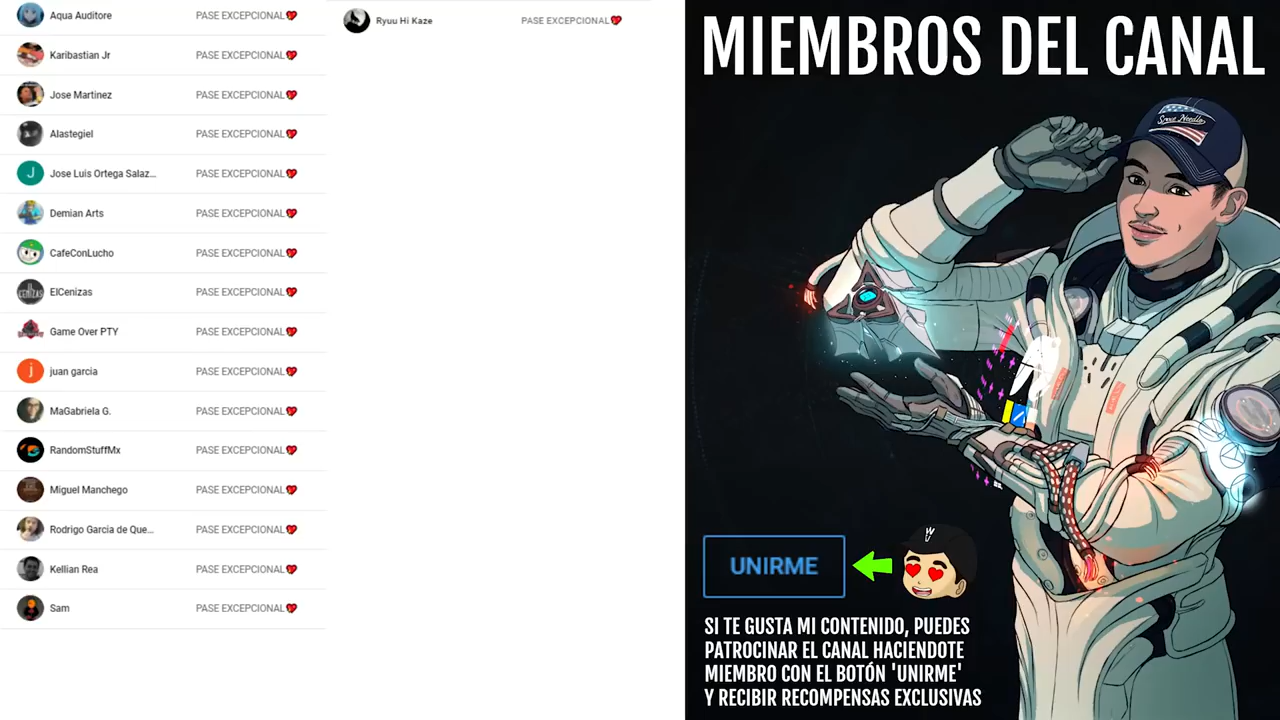 Aqua Auditore PASE EXCEPCIONAL
Karibastian Jr PASE EXCEPCIONAL
Jose Martinez PASE EXCEPCIONAL
Alastegiel PASE EXCEPCIONAL
J Jose Luis Ortega Salaz... PASE EXCEPCIONAL
Demian Arts PASE EXCEPCIONAL
CafeConLucho PASE EXCEPCIONAL
ElCenizas PASE EXCEPCIONAL
Game Over PTY PASE EXCEPCIONAL
j juan garcia PASE EXCEPCIONAL
MaGabriela G. PASE EXCEPCIONAL
RandomStuffMx PASE EXCEPCIONAL
Miguel Manchego PASE EXCEPCIONAL
Rodrigo Garcia de Que... PASE EXCEPCIONAL
Kellian Rea PASE EXCEPCIONAL
Sam PASE EXCEPCIONAL
Ryuu Hi Kaze PASE EXCEPCIONAL
MIEMBROS DEL CANAL
Space Needle
UNIRME
SI TE GUSTA MI CONTENIDO, PUEDES
PATROCINAR EL CANAL HACIENDOTE
MIEMBRO CON EL BOTÓN 'UNIRME'
Y RECIBIR RECOMPENSAS EXCLUSIVAS